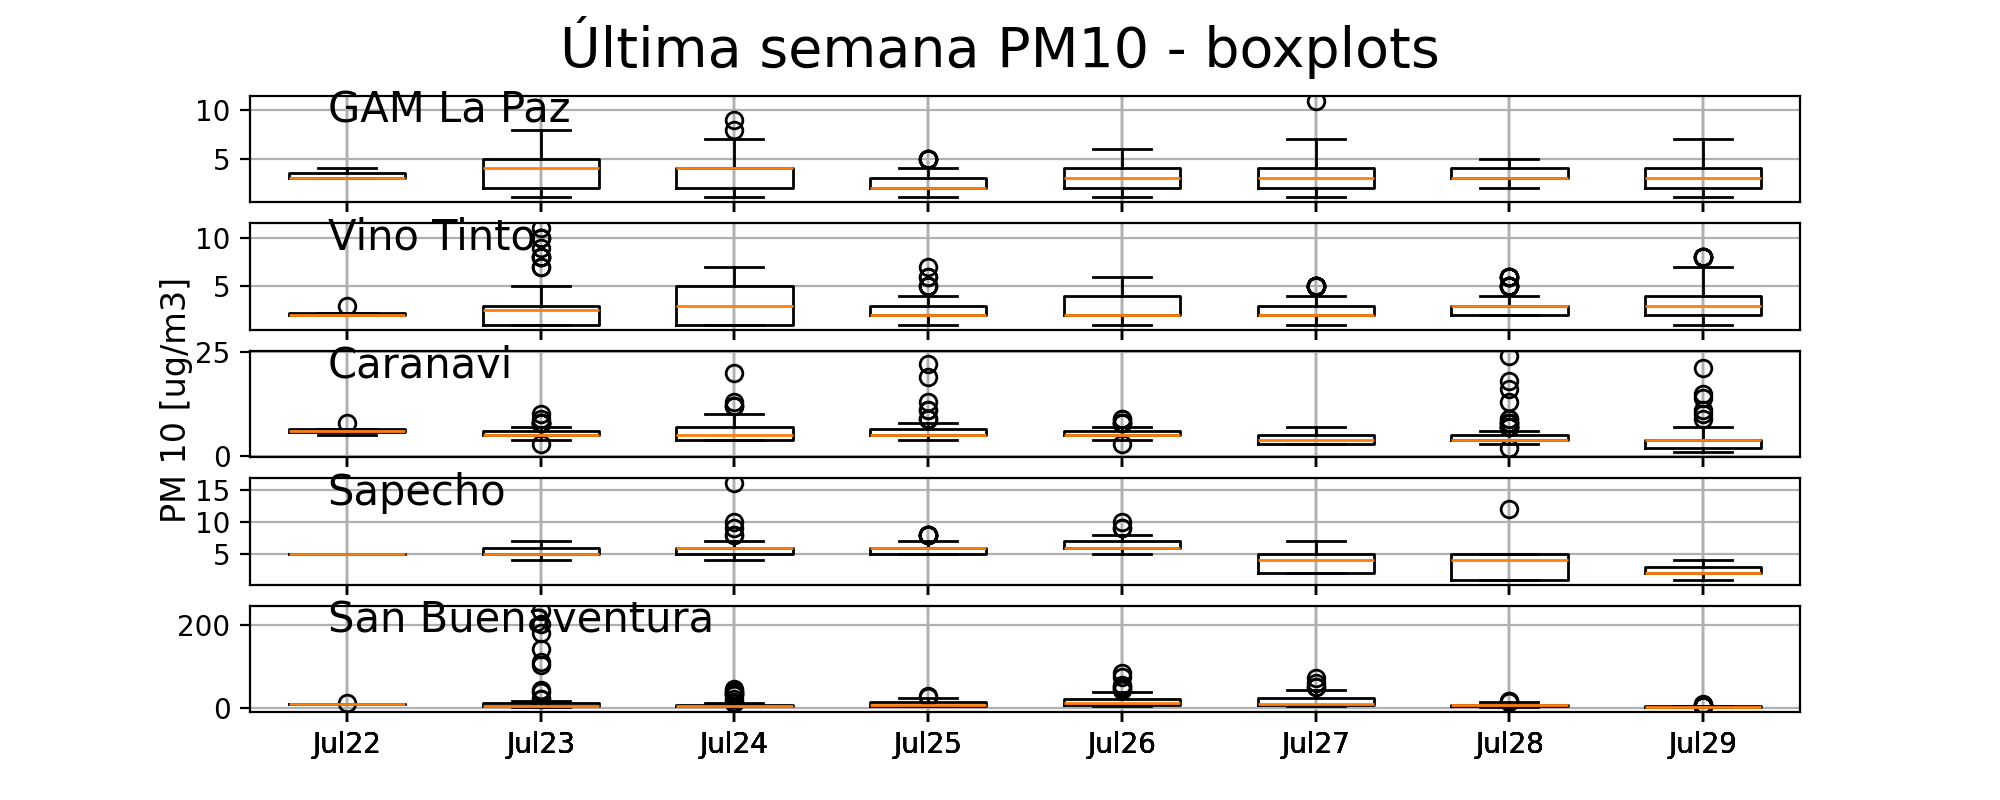 Última semana PM10 - boxplots
PM 10 [ug/m3]
GAM La Paz
10
5
Vino Tinto
10
5
Caranavi
25
0
Sapecho
15
10
5
San Buenaventura
200
0
Jul22 Jul23 Jul24 Jul25 Jul26 Jul27 Jul28 Jul29